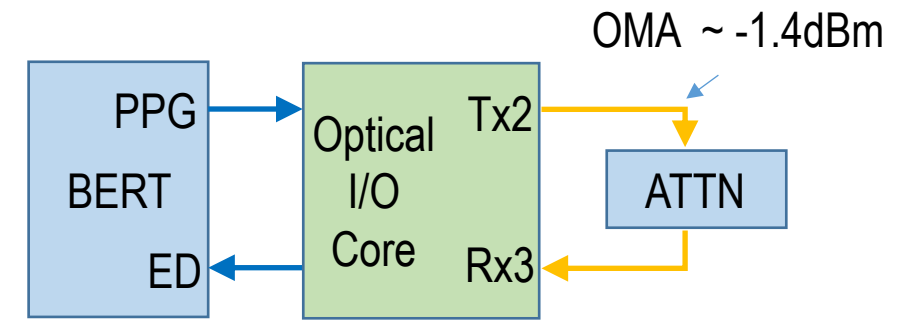 OMA ~ -1.4dBm
PPG
BERT
ED
Optical
I/O
Core
Tx2
Rx3
ATTN